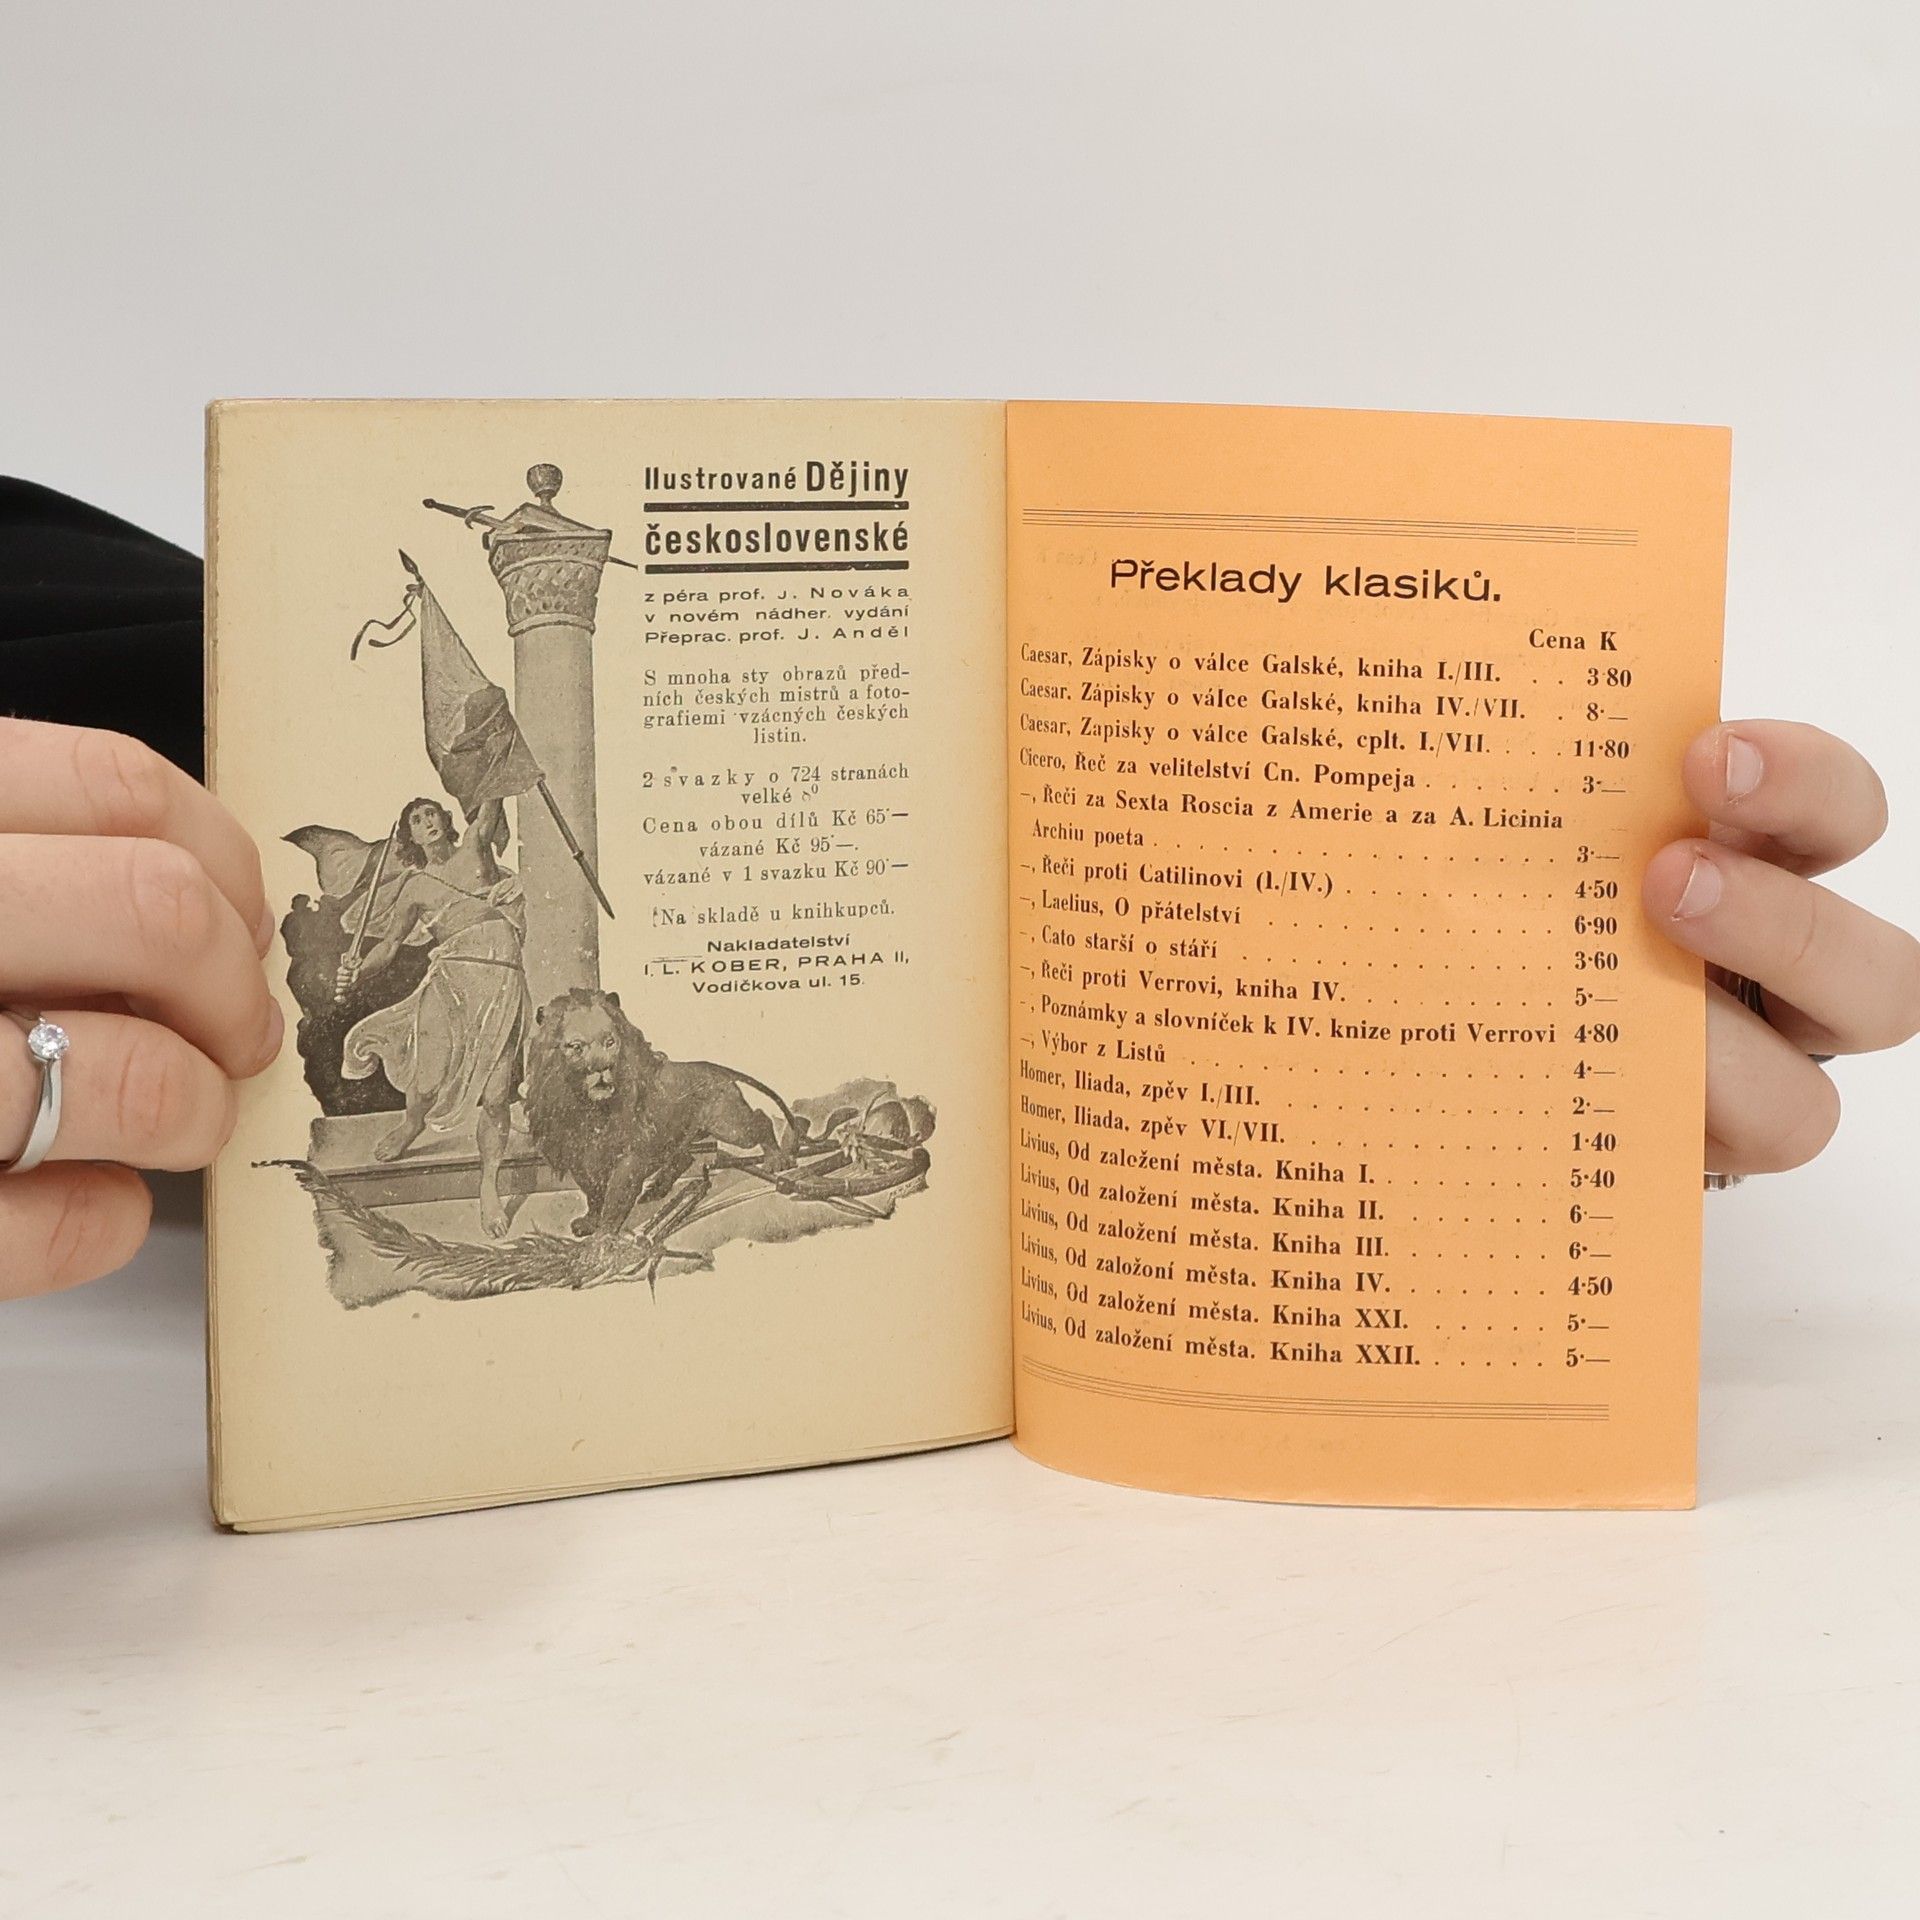 Ilustrované Dějiny
československé
z péra prof. J. Nováka
v novém nádher. vydání
Přeprac. prof. J. Anděl
S mnoha sty obrazů před-
ních českých mistrů a foto-
grafiemi vzácných českých
listin.
2 svazky o 724 stranách
velké 8⁰
Cena obou dílů Kč 65·—
vázané Kč 95·—.
vázané v 1 svazku Kč 90·—
Na skladě u knihkupců.
Nakladatelství
I. L. KOBER, PRAHA II,
Vodičkova ul. 15.
Překlady klasiků.
Cena K
Caesar, Zápisky o válce Galské, kniha I./III. . . 3·80
Caesar. Zápisky o válce Galské, kniha IV./VII. . 8·—
Caesar, Zapisky o válce Galské, cplt. I./VII. . . . 11·80
Cicero, Řeč za velitelství Cn. Pompeja . . . . . . 3·—
–, Řeči za Sexta Roscia z Amerie a za A. Licinia
Archiu poeta . . . . . . . . . . . . . . . . 3·—
–, Řeči proti Catilinovi (I./IV.) . . . . . . . . . 4·50
–, Laelius, O přátelství . . . . . . . . . . . . 6·90
–, Cato starší o stáří . . . . . . . . . . . . . 3·60
–, Řeči proti Verrovi, kniha IV. . . . . . . . . 5·—
–, Poznámky a slovníček k IV. knize proti Verrovi 4·80
–, Výbor z Listů . . . . . . . . . . . . . . . 4·—
Homer, Iliada, zpěv I./III. . . . . . . . . . . . 2·—
Homer, Iliada, zpěv VI./VII. . . . . . . . . . . 1·40
Livius, Od založení města. Kniha I. . . . . . . . 5·40
Livius, Od založení města. Kniha II. . . . . . . 6·—
Livius, Od založení města. Kniha III. . . . . . . 6·—
Livius, Od založoní města. Kniha IV. . . . . . . 4·50
Livius, Od založení města. Kniha XXI. . . . . . 5·—
Livius, Od založení města. Kniha XXII. . . . . . 5·—